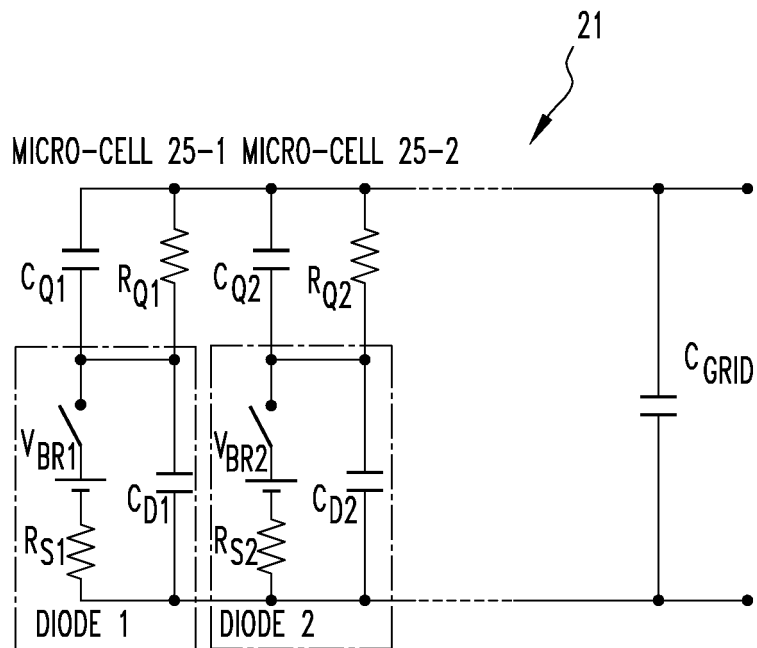 21
MICRO-CELL 25-1 MICRO-CELL 25-2
CQ1
RQ1
CQ2
RQ2
CGRID
VBR1
CD1
RS1
VBR2
CD2
RS2
DIODE 1
DIODE 2